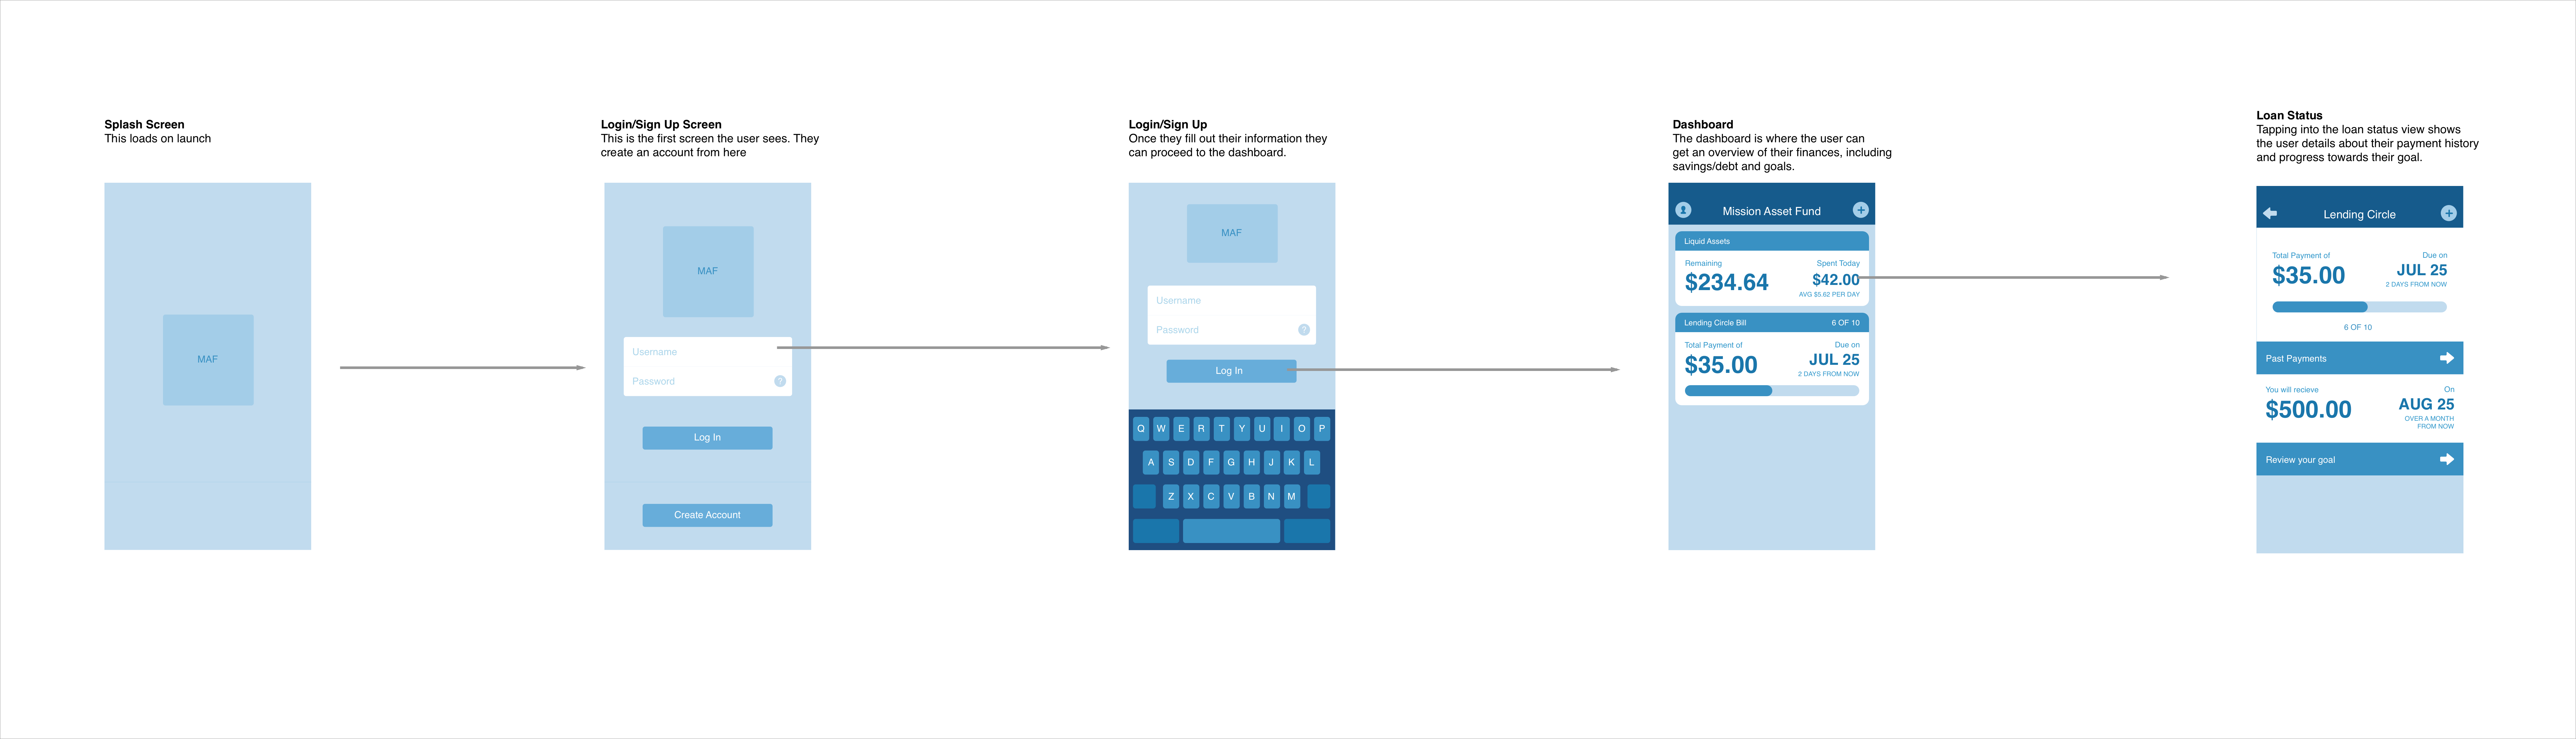 Splash Screen
This loads on launch
MAF
Login/Sign Up Screen
This is the first screen the user sees. They
create an account from here
MAF
Username
Password
?
Log In
Create Account
Login/Sign Up
Once they fill out their information they
can proceed to the dashboard.
MAF
Username
Password
?
Log In
Q W E R T Y U I O P
A S D F G H J K L
Z X C V B N M
Dashboard
The dashboard is where the user can
get an overview of their finances, including
savings/debt and goals.
Mission Asset Fund
+
Liquid Assets
Remaining Spent Today
$234.64 $42.00
AVG $5.62 PER DAY
Lending Circle Bill 6 OF 10
Total Payment of Due on
$35.00 JUL 25
2 DAYS FROM NOW
Loan Status
Tapping into the loan status view shows
the user details about their payment history
and progress towards their goal.
Lending Circle
+
Total Payment of Due on
$35.00 JUL 25
2 DAYS FROM NOW
6 OF 10
Past Payments
You will recieve On
$500.00 AUG 25
OVER A MONTH
FROM NOW
Review your goal